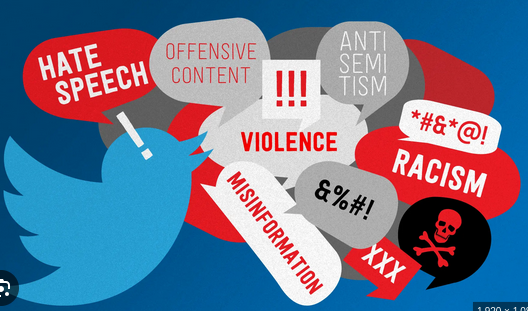 HATE
SPEECH
OFFENSIVE
CONTENT
ANTI
SEMI
TISM
!!!
VIOLENCE
*#&*@!
RACISM
!
MISINFORMATION
&%#!
XXX